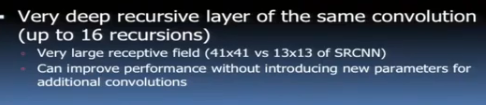 • Very deep recursive layer of the same convolution
(up to 16 recursions)
• Very large receptive field (41x41 vs 13x13 of SRCNN)
• Can improve performance without introducing new parameters for
additional convolutions